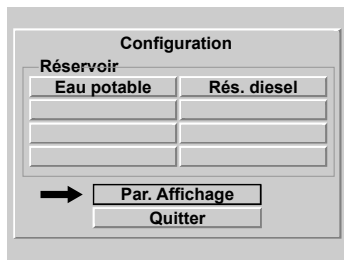 Configuration
Réservoir
Eau potable Rés. diesel
Par. Affichage
Quitter